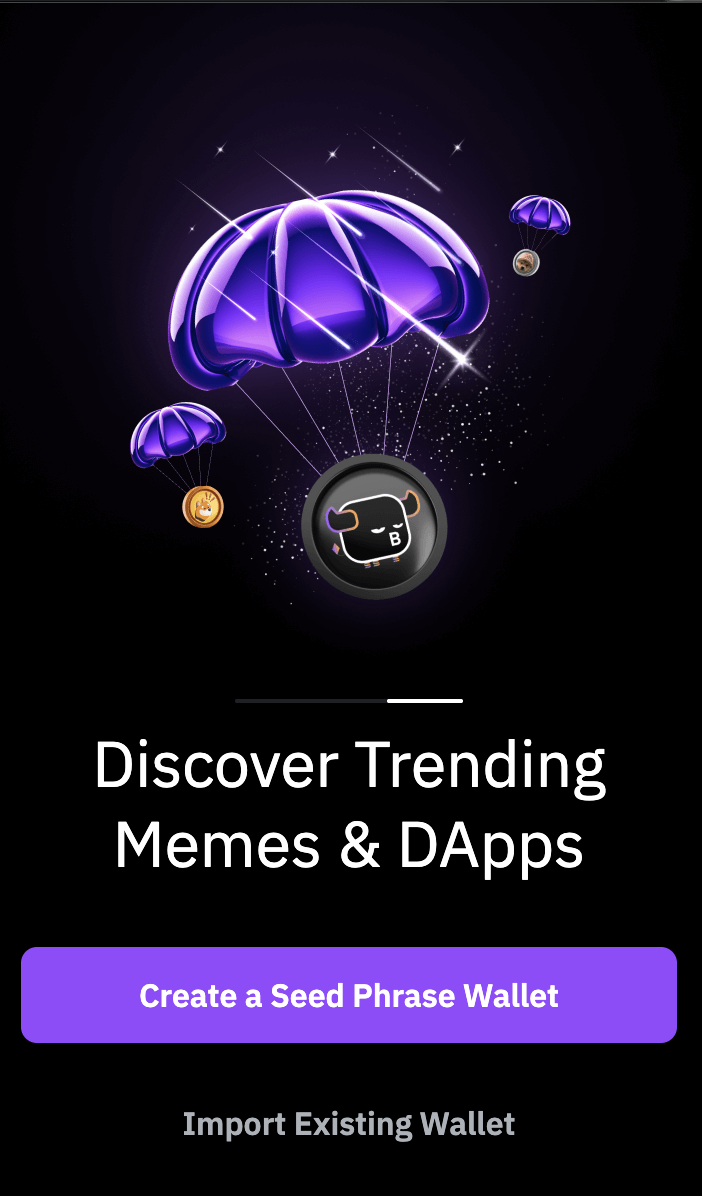 B
Discover Trending
Memes & DApps
Create a Seed Phrase Wallet
Import Existing Wallet